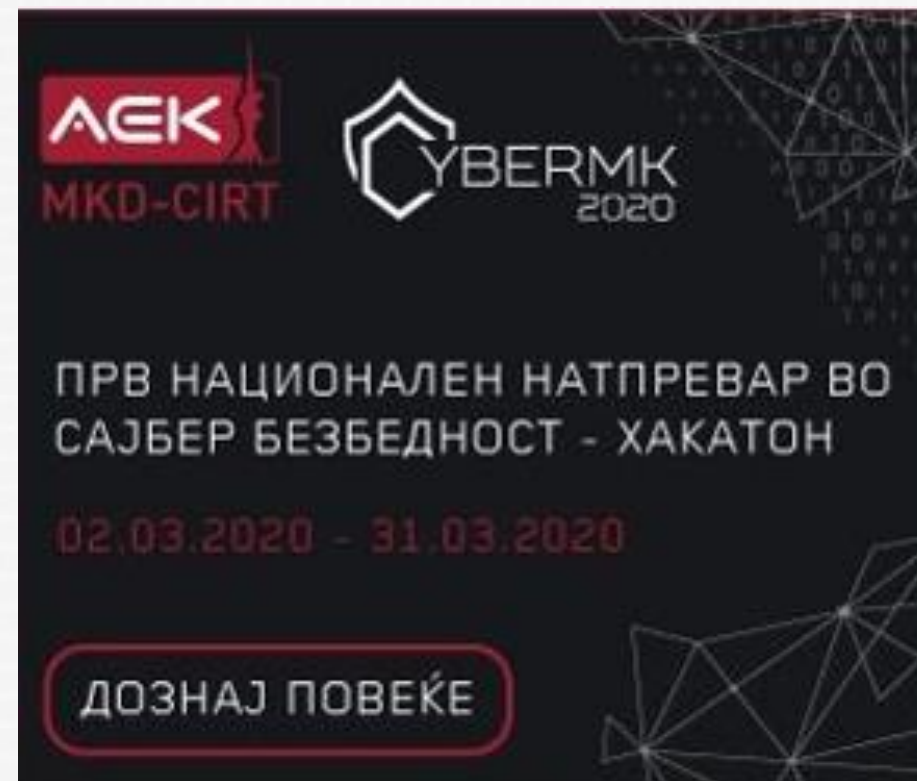 АЕК
MKD-CIRT
CYBERMK
2020
ПРВ НАЦИОНАЛЕН НАТПРЕВАР ВО
САЈБЕР БЕЗБЕДНОСТ - ХАКАТОН
02.03.2020 - 31.03.2020
ДОЗНАЈ ПОВЕЌЕ